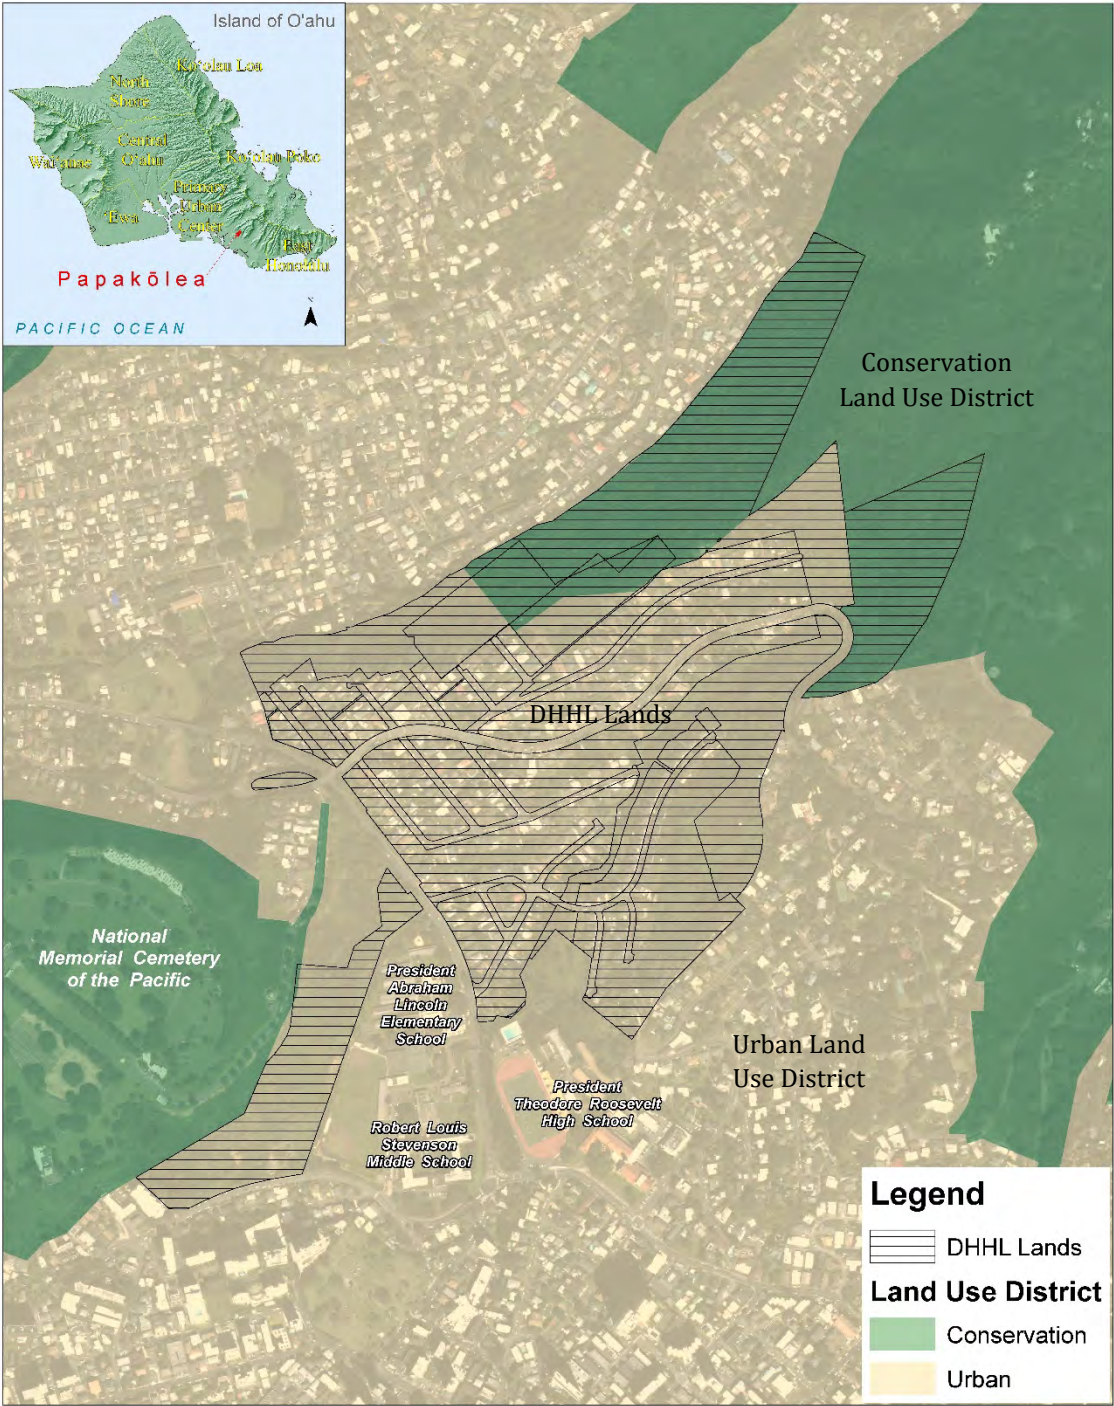 Island of O'ahu
Ko'olau Loa
North
Shore
Central
O'ahu
Wai'anae
Ko'olau Poko
Primary
Urban
Center
'Ewa
East
Honolulu
Papakōlea
N
PACIFIC OCEAN
Conservation
Land Use District
DHHL Lands
National
Memorial Cemetery
of the Pacific
President
Abraham
Lincoln
Elementary
School
Urban Land
Use District
President
Theodore Roosevelt
High School
Robert Louis
Stevenson
Middle School
Legend
DHHL Lands
Land Use District
Conservation
Urban